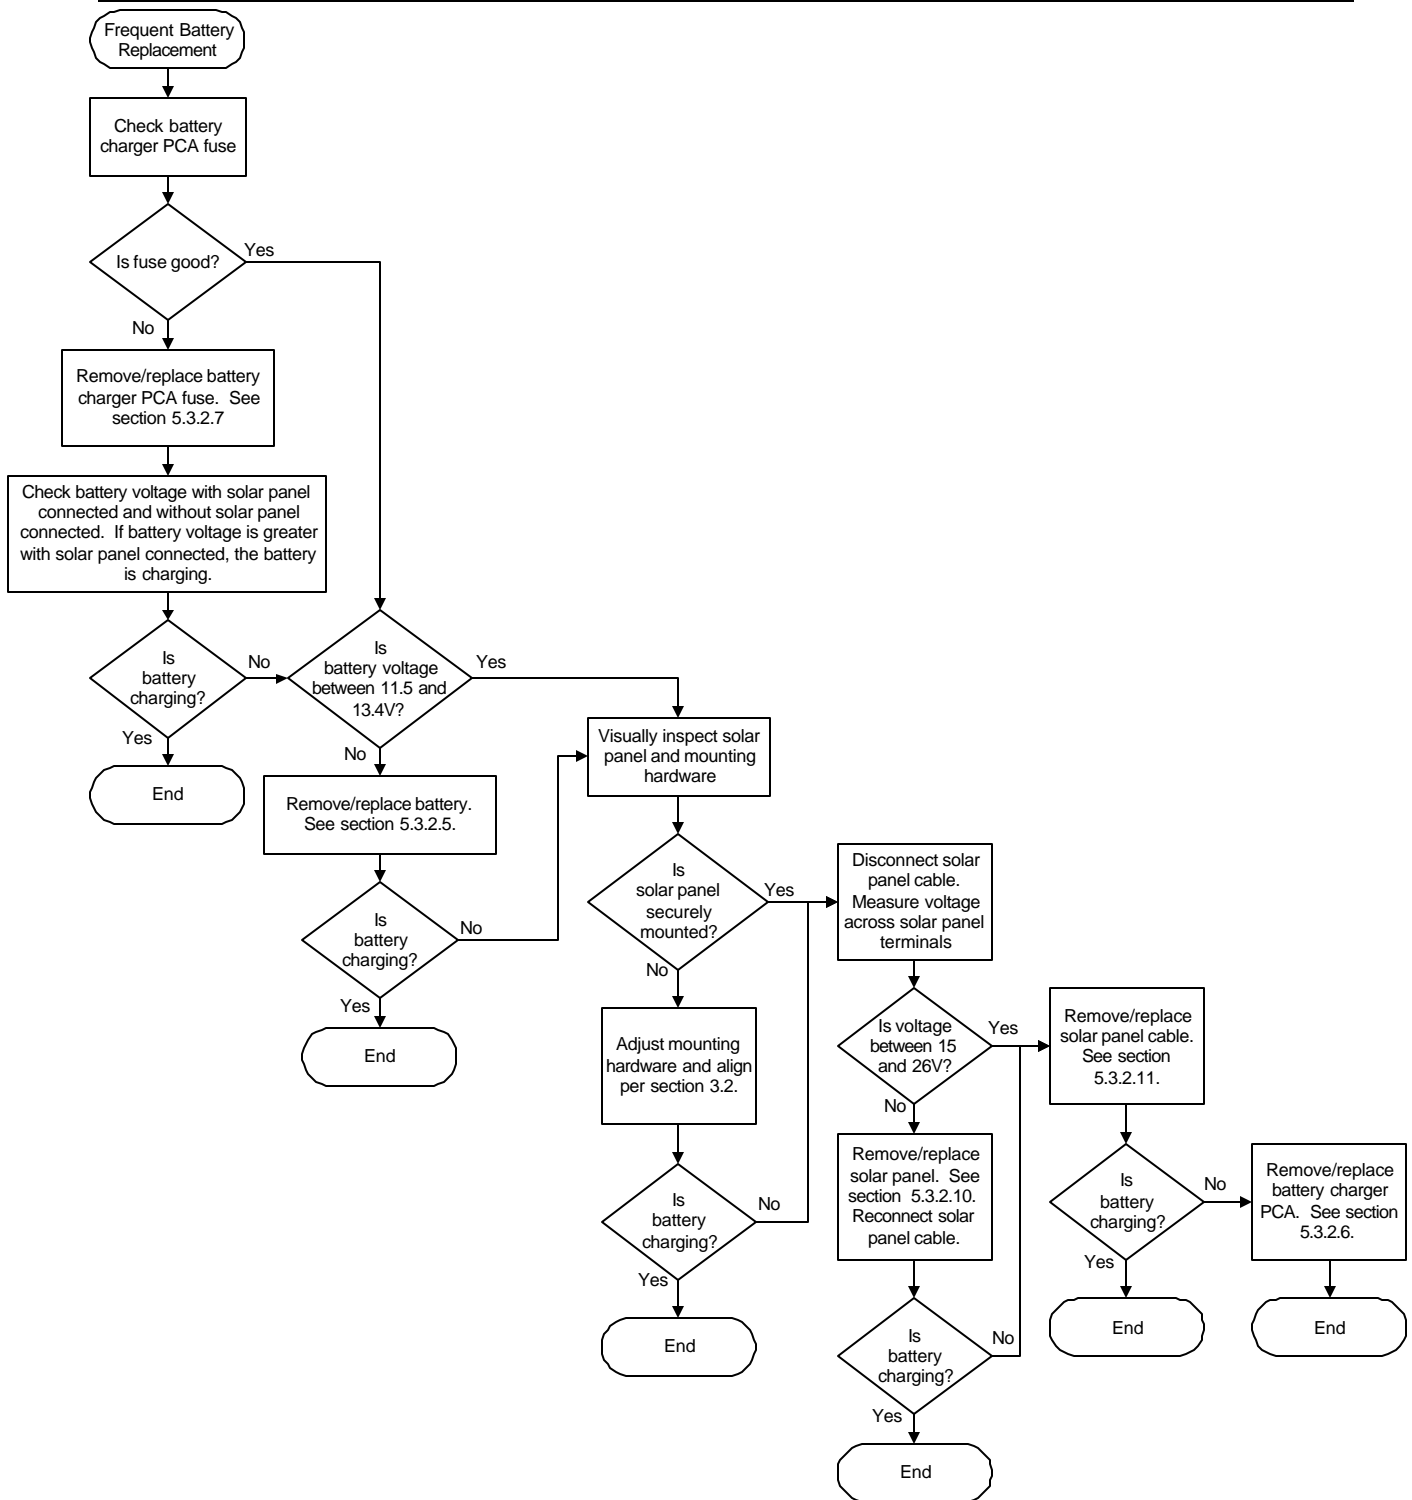 Frequent Battery
Replacement
Check battery
charger PCA fuse
Is fuse good?
Yes
No
Remove/replace battery
charger PCA fuse. See
section 5.3.2.7
Check battery voltage with solar panel
connected and without solar panel
connected. If battery voltage is greater
with solar panel connected, the battery
is charging.
Is
battery
charging?
No
Yes
End
Is
battery voltage
between 11.5 and
13.4V?
Yes
No
Remove/replace battery.
See section 5.3.2.5.
Is
battery
charging?
No
Yes
End
Visually inspect solar
panel and mounting
hardware
Is
solar panel
securely
mounted?
Yes
No
Adjust mounting
hardware and align
per section 3.2.
Is
battery
charging?
No
Yes
End
Disconnect solar
panel cable.
Measure voltage
across solar panel
terminals
Is voltage
between 15
and 26V?
Yes
No
Remove/replace
solar panel. See
section 5.3.2.10.
Reconnect solar
panel cable.
Is
battery
charging?
No
Yes
End
Remove/replace
solar panel cable.
See section
5.3.2.11.
Is
battery
charging?
No
Yes
End
Remove/replace
battery charger
PCA. See section
5.3.2.6.
End